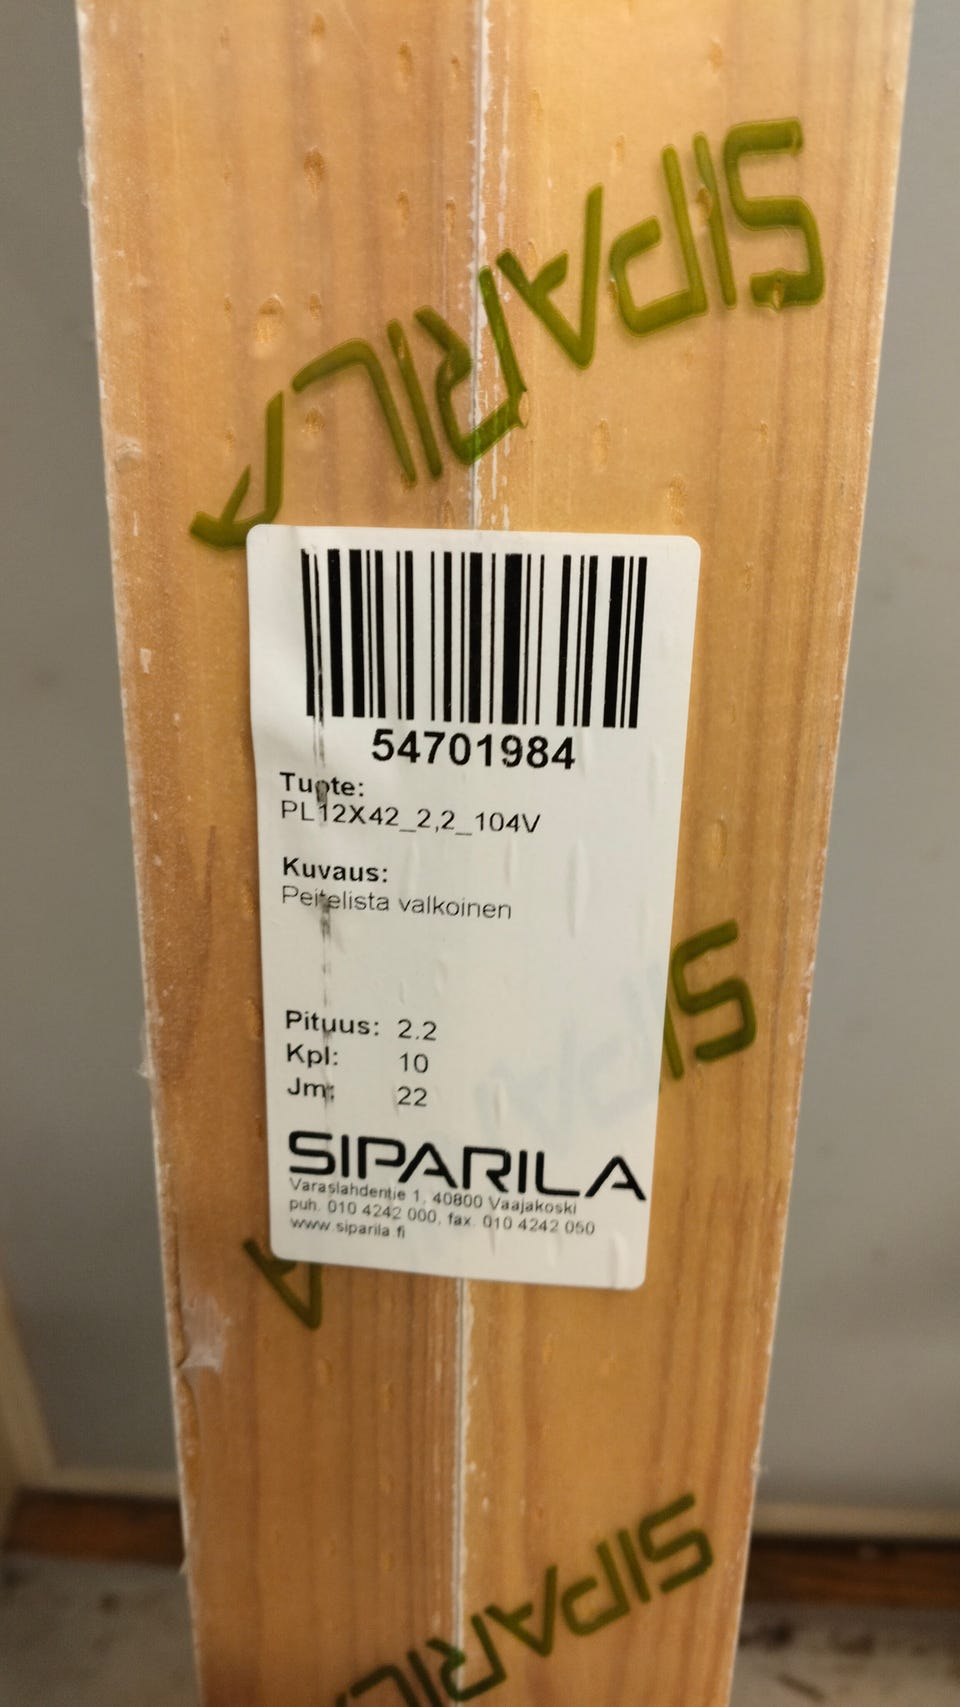 SIPARILA
54701984
Tuote:
PL12X42_2,2_104V
Kuvaus:
Peitelista valkoinen
Pituus: 2.2
Kpl: 10
Jm: 22
SIPARILA
Varaslahdentie 1, 40800 Vaajakoski
puh. 010 4242 000, fax. 010 4242 050
www.siparila.fi
SIPARILA